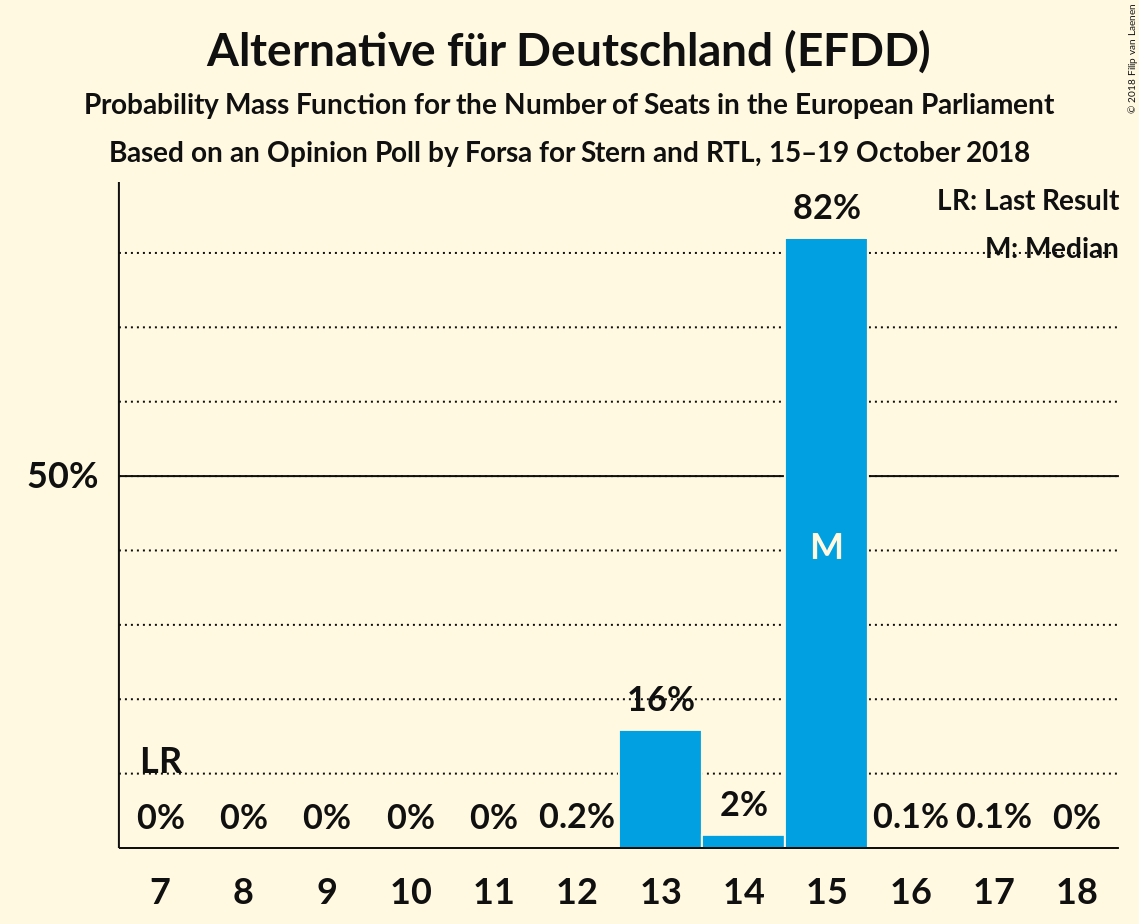 Alternative für Deutschland (EFDD)
Probability Mass Function for the Number of Seats in the European Parliament
Based on an Opinion Poll by Forsa for Stern and RTL, 15–19 October 2018
© 2018 Filip van Laenen
LR: Last Result
M: Median
82%
50%
M
16%
LR
0% 0% 0% 0% 0% 0.2% 2% 0.1% 0.1% 0%
7 8 9 10 11 12 13 14 15 16 17 18